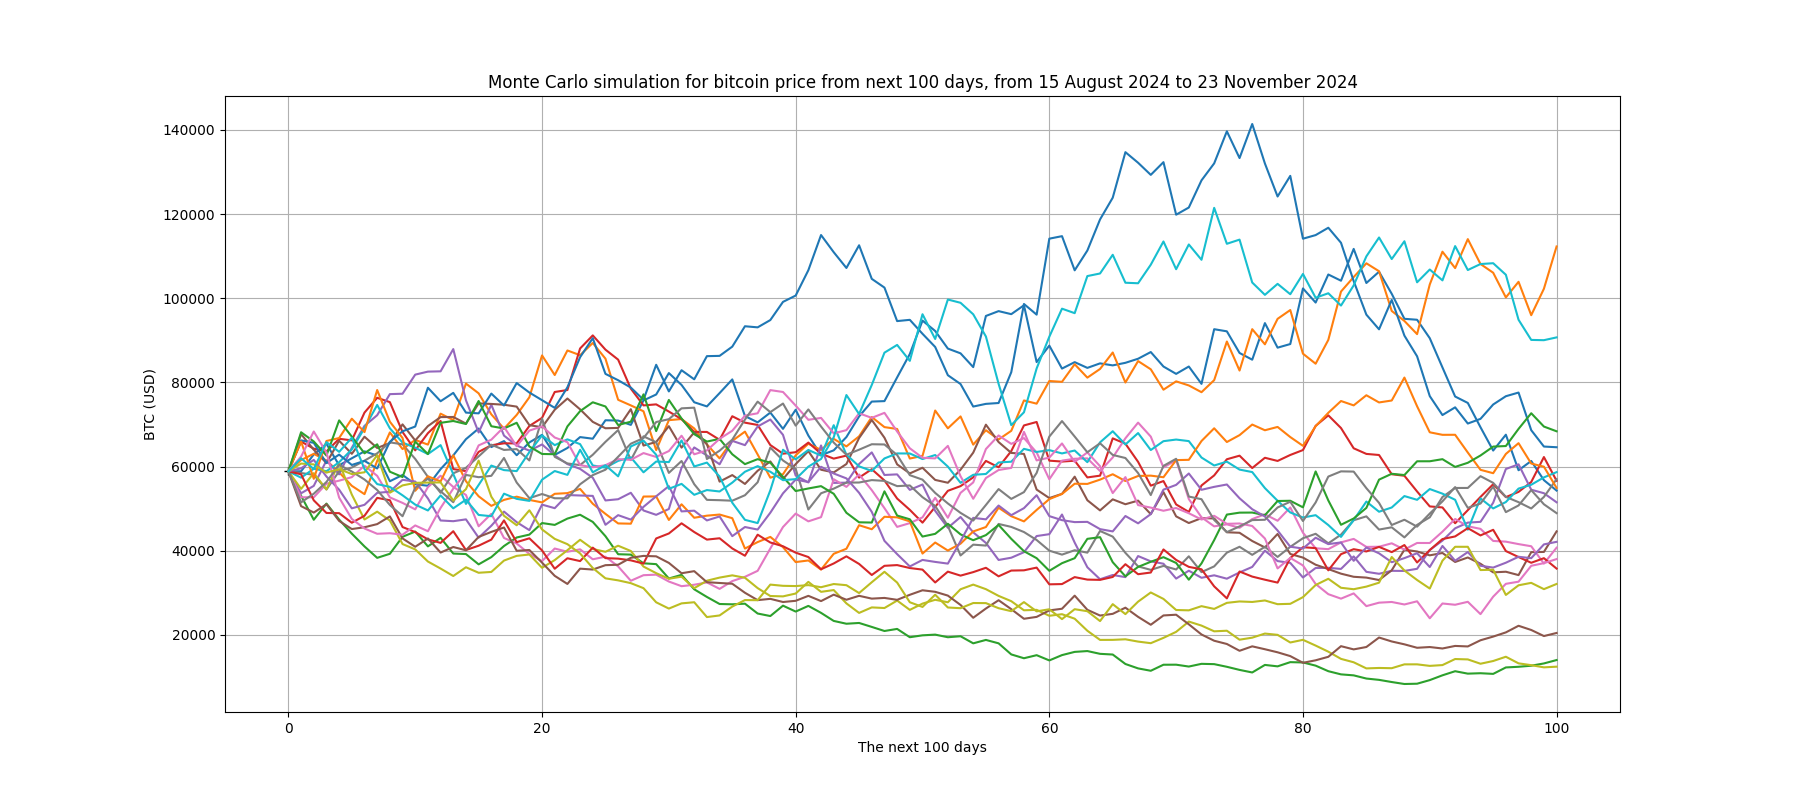 Monte Carlo simulation for bitcoin price from next 100 days, from 15 August 2024 to 23 November 2024
140000
120000
100000
80000
60000
40000
20000
BTC (USD)
0 20 40 60 80 100
The next 100 days